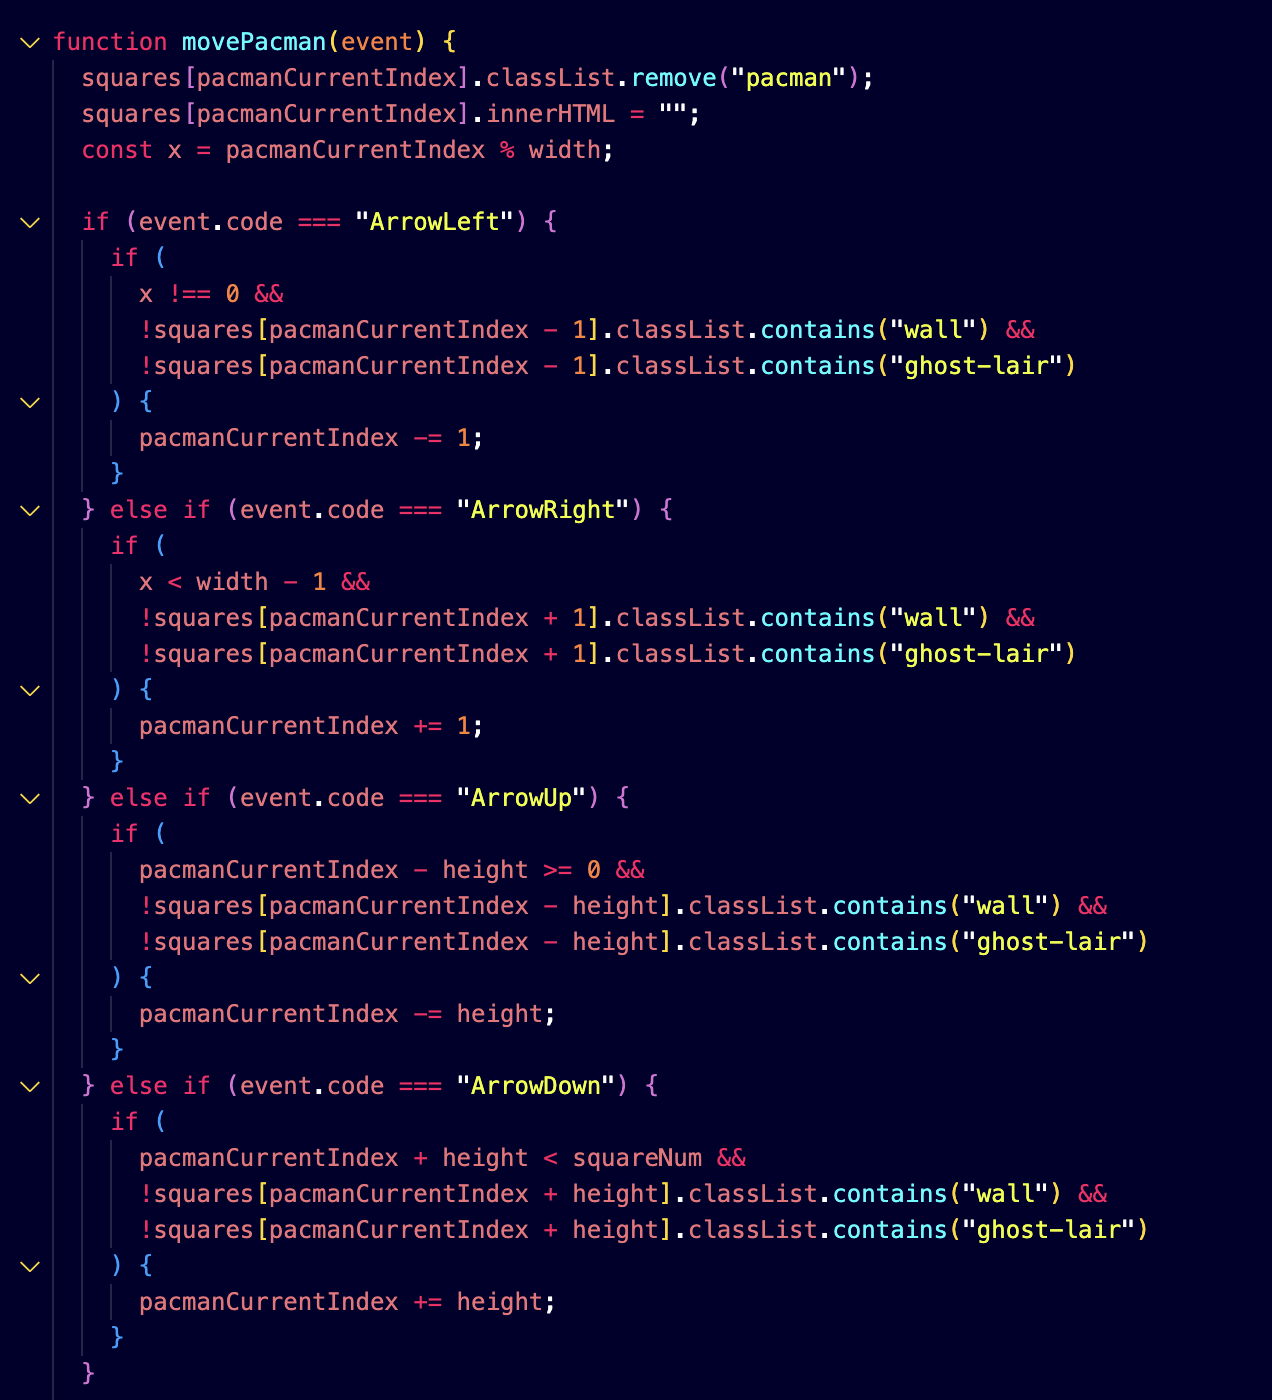 function movePacman(event) {
  squares[pacmanCurrentIndex].classList.remove("pacman");
  squares[pacmanCurrentIndex].innerHTML = "";
  const x = pacmanCurrentIndex % width;

  if (event.code === "ArrowLeft") {
    if (
      x !== 0 &&
      !squares[pacmanCurrentIndex - 1].classList.contains("wall") &&
      !squares[pacmanCurrentIndex - 1].classList.contains("ghost-lair")
    ) {
      pacmanCurrentIndex -= 1;
    }
  } else if (event.code === "ArrowRight") {
    if (
      x < width - 1 &&
      !squares[pacmanCurrentIndex + 1].classList.contains("wall") &&
      !squares[pacmanCurrentIndex + 1].classList.contains("ghost-lair")
    ) {
      pacmanCurrentIndex += 1;
    }
  } else if (event.code === "ArrowUp") {
    if (
      pacmanCurrentIndex - height >= 0 &&
      !squares[pacmanCurrentIndex - height].classList.contains("wall") &&
      !squares[pacmanCurrentIndex - height].classList.contains("ghost-lair")
    ) {
      pacmanCurrentIndex -= height;
    }
  } else if (event.code === "ArrowDown") {
    if (
      pacmanCurrentIndex + height < squareNum &&
      !squares[pacmanCurrentIndex + height].classList.contains("wall") &&
      !squares[pacmanCurrentIndex + height].classList.contains("ghost-lair")
    ) {
      pacmanCurrentIndex += height;
    }
  }